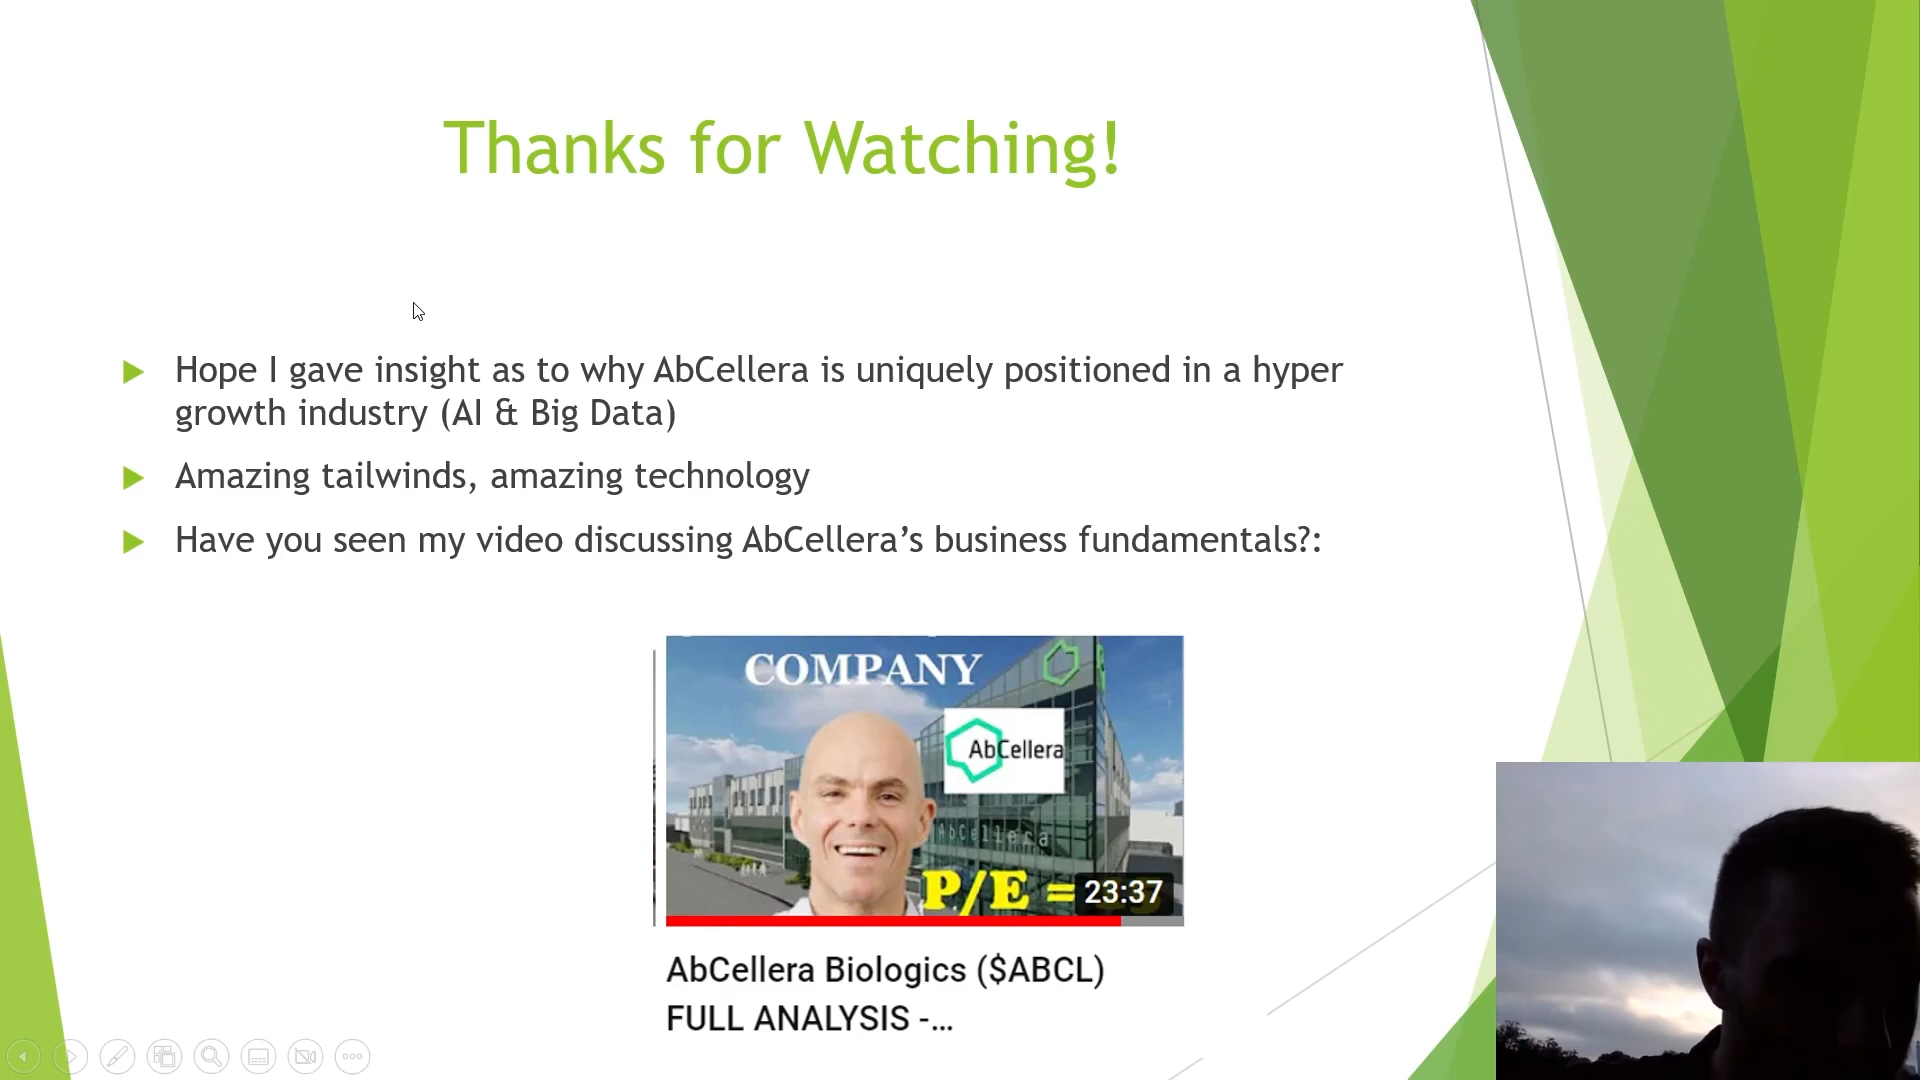 Thanks for Watching!
Hope I gave insight as to why AbCellera is uniquely positioned in a hyper
growth industry (AI & Big Data)
Amazing tailwinds, amazing technology
Have you seen my video discussing AbCellera’s business fundamentals?:
COMPANY
AbCellera
AbCellera
P/E =
23:37
AbCellera Biologics ($ABCL)
FULL ANALYSIS -...